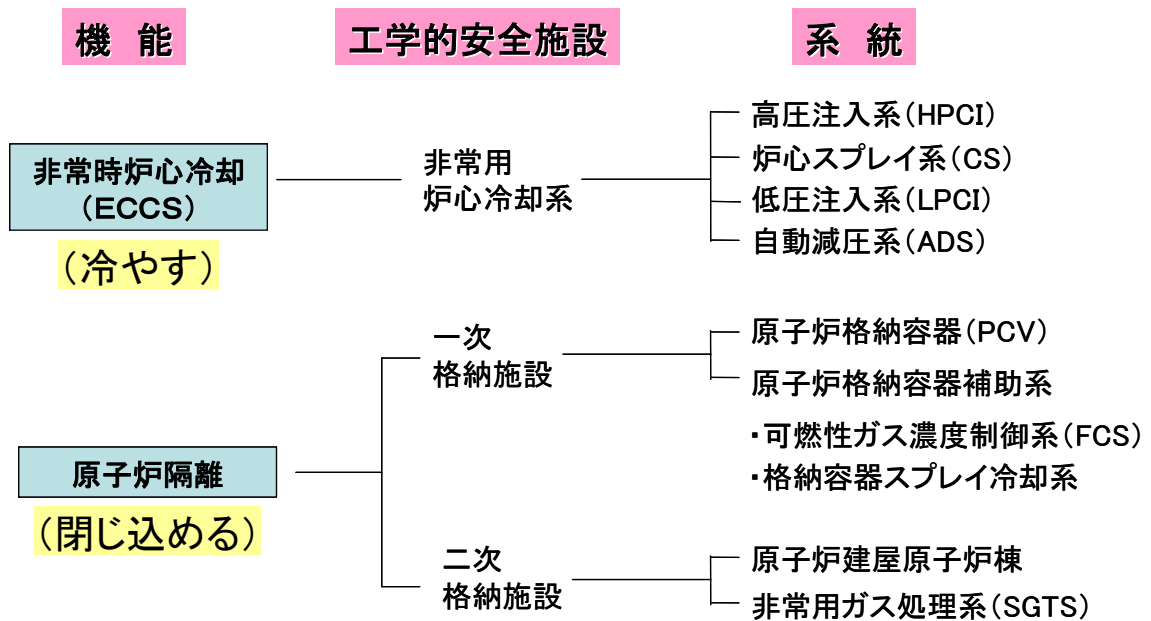 機 能
工学的安全施設
系 統
非常時炉心冷却
(ECCS)
(冷やす)
非常用
炉心冷却系
高圧注入系(HPCI)
炉心スプレイ系(CS)
低圧注入系(LPCI)
自動減圧系(ADS)
原子炉隔離
(閉じ込める)
一次
格納施設
原子炉格納容器(PCV)
原子炉格納容器補助系
・可燃性ガス濃度制御系(FCS)
・格納容器スプレイ冷却系
二次
格納施設
原子炉建屋原子炉棟
非常用ガス処理系(SGTS)